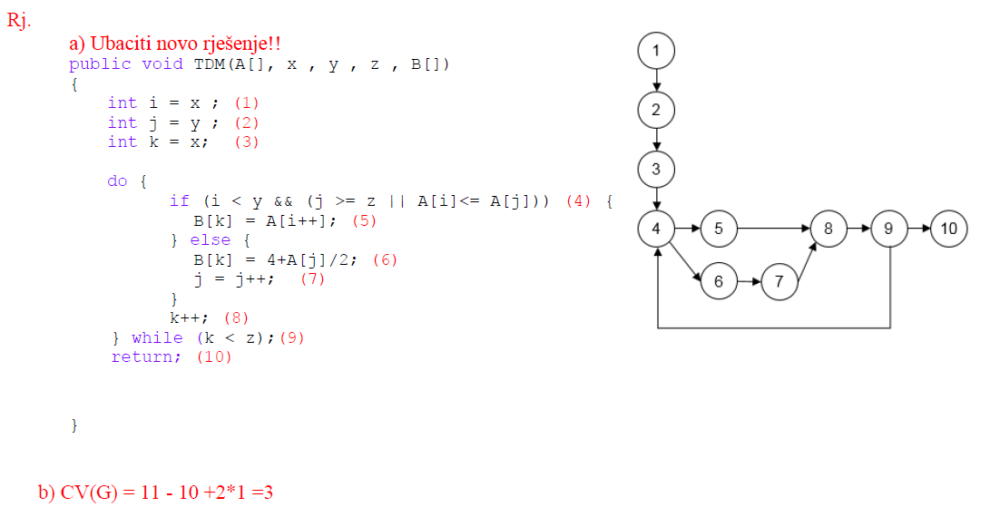 Rj.
a) Ubaciti novo rješenje!!
public void TDM(A[], x , y , z , B[])
{
int i = x ; (1)
int j = y ; (2)
int k = x; (3)
do {
if (i < y && (j >= z || A[i]<= A[j])) (4) {
B[k] = A[i++]; (5)
} else {
B[k] = 4+A[j]/2; (6)
j = j++; (7)
}
k++; (8)
} while (k < z); (9)
return; (10)
}
1
2
3
4 5 8 9 10
6 7
b) CV(G) = 11 - 10 +2*1 =3